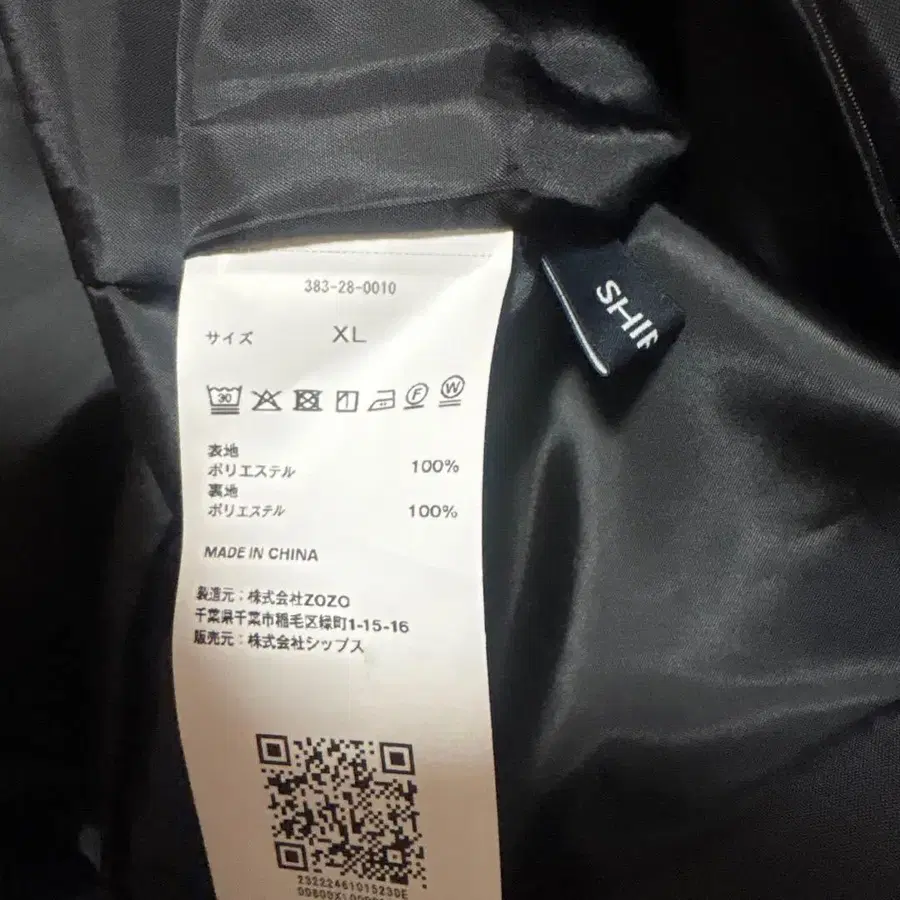 383-28-0010
サイズ XL
30 F W
表地
ポリエステル 100%
裏地
ポリエステル 100%
MADE IN CHINA
製造元：株式会社ZOZO
千葉県千葉市稲毛区緑町1-15-16
販売元：株式会社シップス
23222461015230E
SHI